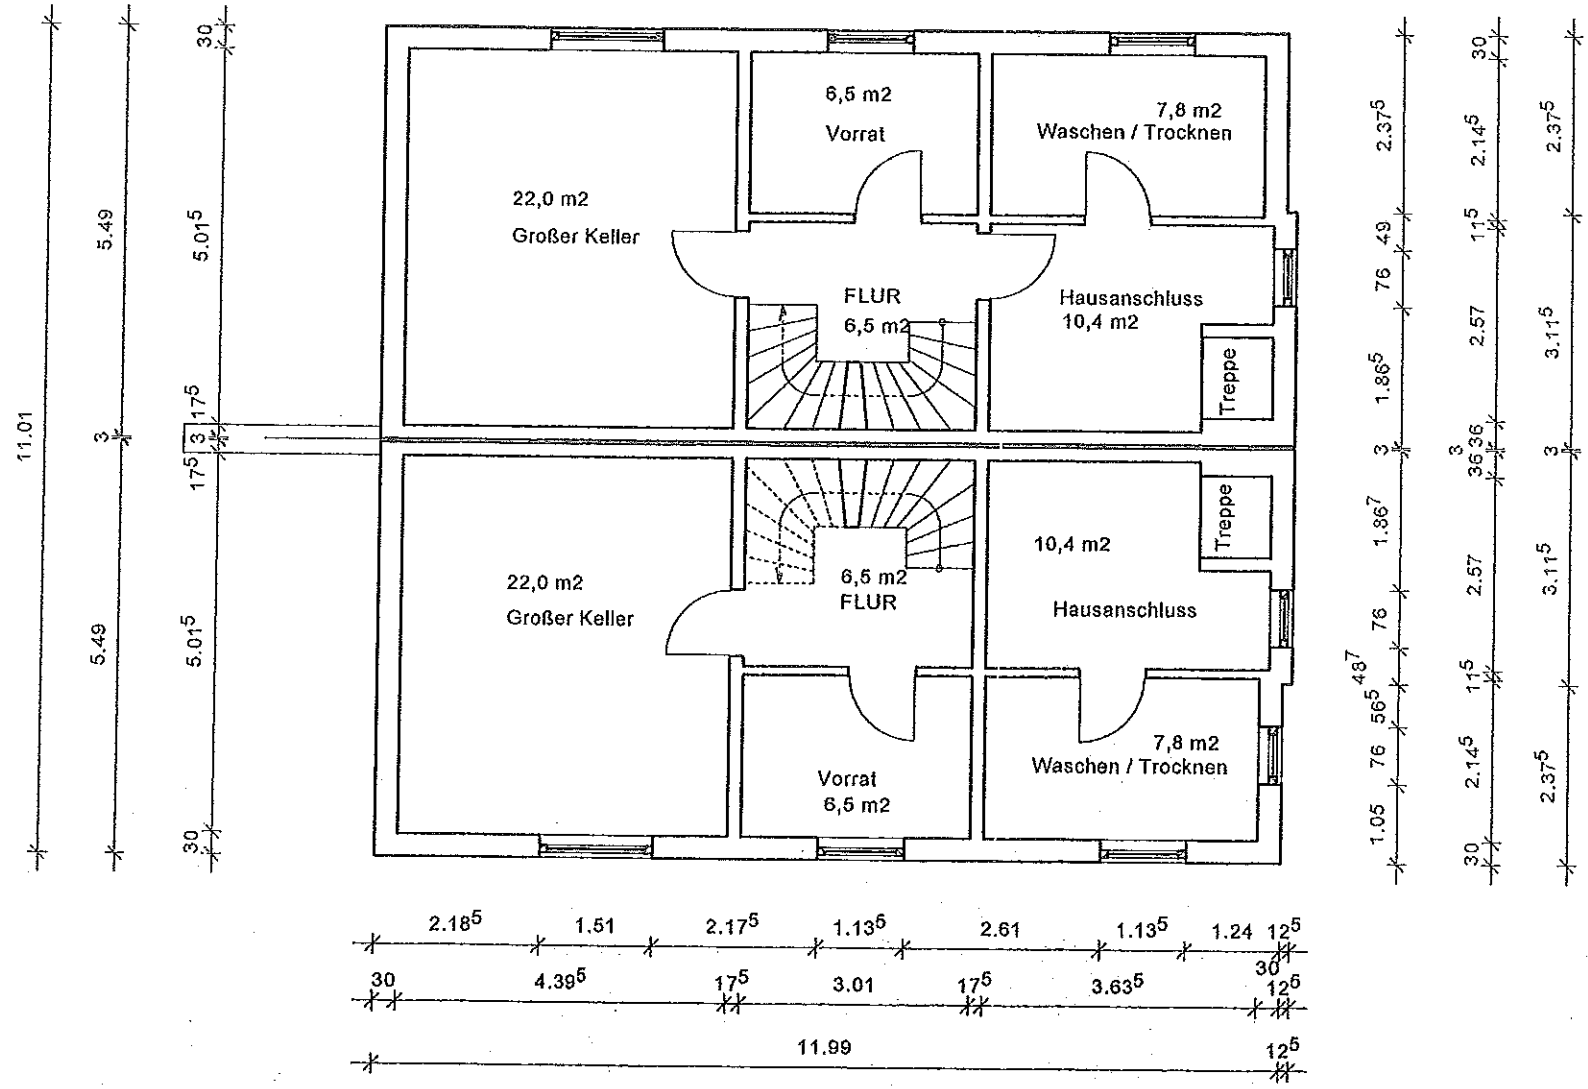 30
6,5 m2
Vorrat
7,8 m2
Waschen / Trocknen
22,0 m2
Großer Keller
FLUR
6,5 m2
Hausanschluss
10,4 m2
Treppe
Treppe
10,4 m2
Hausanschluss
22,0 m2
Großer Keller
6,5 m2
FLUR
Vorrat
6,5 m2
7,8 m2
Waschen / Trocknen
11.01
5.49
3
5.49
5.01⁵
17⁵
3
17⁵
5.01⁵
30
2.37⁵
49
76
1.86⁵
3
1.86⁷
76
48⁷
56⁵
76
1.05
30
2.14⁵
11⁵
2.57
36
3
36
2.57
11⁵
2.14⁵
30
2.37⁵
3.11⁵
3
3.11⁵
2.37⁵
2.18⁵ 1.51 2.17⁵ 1.13⁵ 2.61 1.13⁵ 1.24 12⁵
30 4.39⁵ 17⁵ 3.01 17⁵ 3.63⁵ 30 12⁵
11.99 12⁵